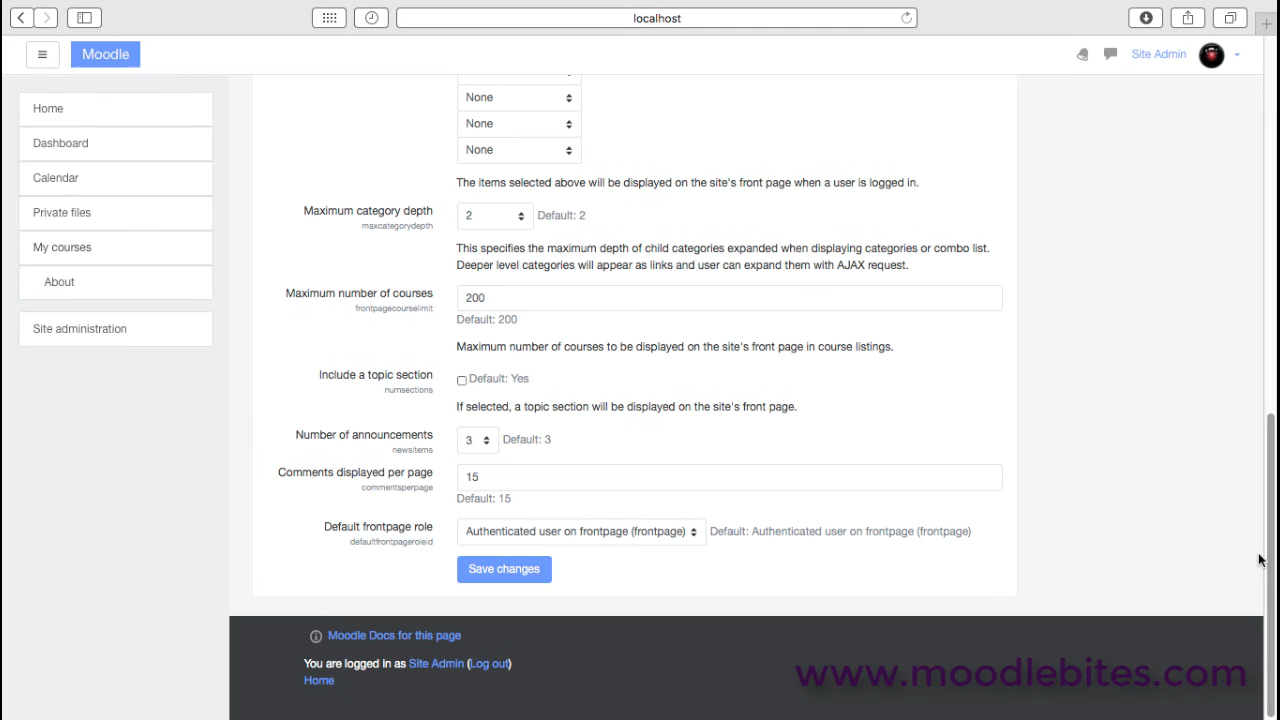 localhost
Moodle
Site Admin
Home
Dashboard
Calendar
Private files
My courses
About
Site administration
None
None
None
The items selected above will be displayed on the site's front page when a user is logged in.
Maximum category depth
maxcategorydepth
2
Default: 2
This specifies the maximum depth of child categories expanded when displaying categories or combo list.
Deeper level categories will appear as links and user can expand them with AJAX request.
Maximum number of courses
frontpagecourselimit
200
Default: 200
Maximum number of courses to be displayed on the site's front page in course listings.
Include a topic section
numsections
Default: Yes
If selected, a topic section will be displayed on the site's front page.
Number of announcements
newsitems
3
Default: 3
Comments displayed per page
commentsperpage
15
Default: 15
Default frontpage role
defaultfrontpageroleid
Authenticated user on frontpage (frontpage)
Default: Authenticated user on frontpage (frontpage)
Save changes
Moodle Docs for this page
You are logged in as Site Admin (Log out)
Home
www.moodlebites.com